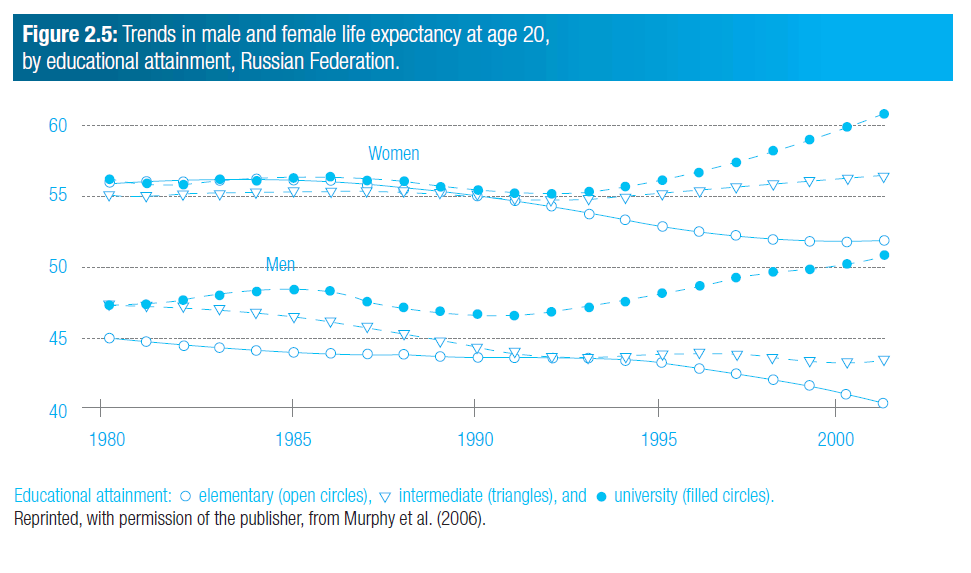 Figure 2.5: Trends in male and female life expectancy at age 20,
by educational attainment, Russian Federation.
60
Women
55
50
Men
45
40
1980 1985 1990 1995 2000
Educational attainment: elementary (open circles), intermediate (triangles), and university (filled circles).
Reprinted, with permission of the publisher, from Murphy et al. (2006).